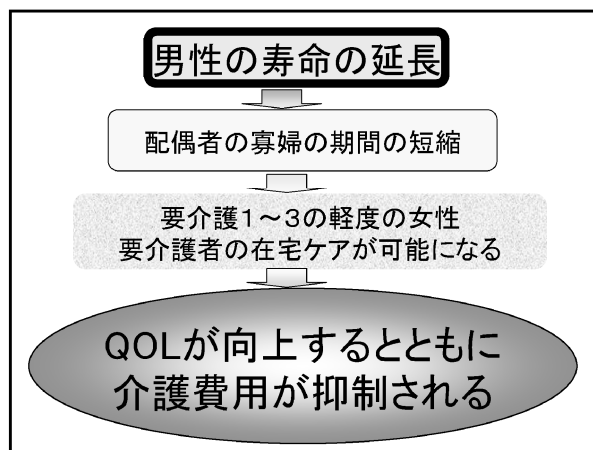 男性の寿命の延長
配偶者の寡婦の期間の短縮
要介護1～3の軽度の女性
要介護者の在宅ケアが可能になる
QOLが向上するとともに
介護費用が抑制される